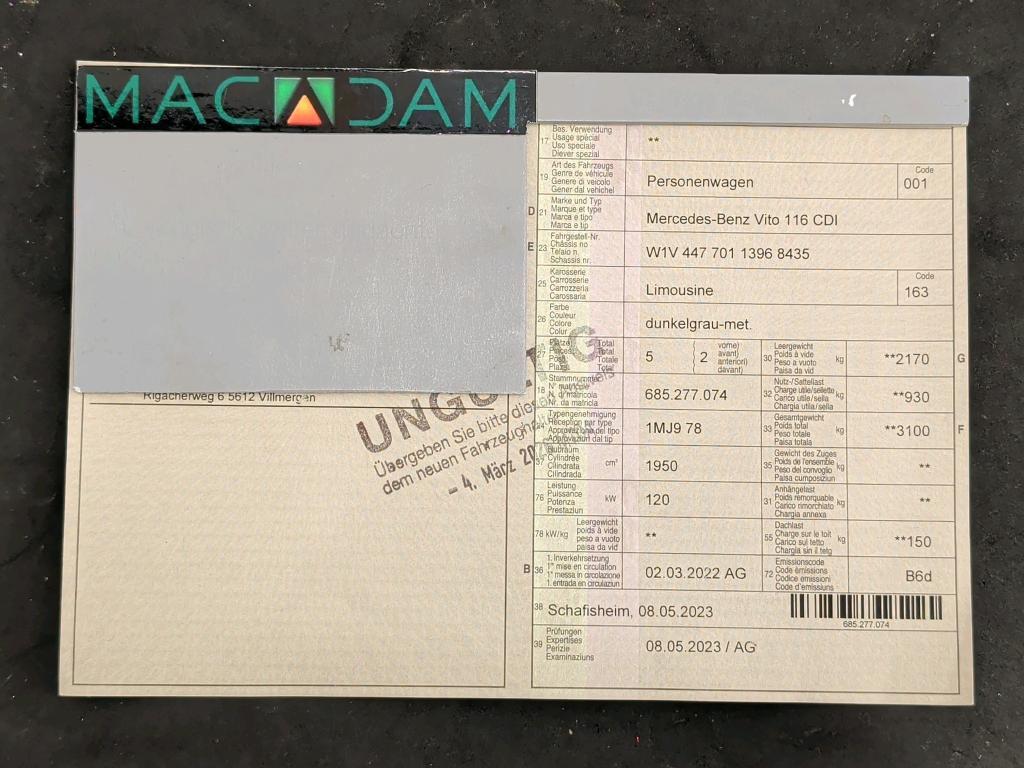 MACADAM
Rigacherweg 6 5612 Villmergen
Übergeben Sie bitte
dem neuen Fahrzeug
- 4. März
17 Bes. Verwendung
Usage spécial
Uso speciale
Diever spezial
**
19 Art des Fahrzeugs
Genre de véhicule
Genere di veicolo
Gener dal vehichel
Personenwagen
Code
001
D 21 Marke und Typ
Marque et type
Marca e tipo
Marca e tip
Mercedes-Benz Vito 116 CDI
E 23 Fahrgestell-Nr.
Châssis no
Telaio n.
Schassis nr.
W1V 447 701 1396 8435
25 Karosserie
Carrosserie
Carrozzeria
Carossaria
Limousine
Code
163
26 Farbe
Couleur
Colore
Colur
dunkelgrau-met.
27 Plätze Total
Places Total
Posti Totale
Plazs Total
5
2 vorne)
avant)
anteriori)
davant)
30 Leergewicht
Poids à vide
Peso a vuoto
Paisa da vid
kg
**2170
G
18 Stammnummer
N° matricule
N. di matricola
Nr. da matricla
685.277.074
32 Nutz-/Sattellast
Charge utile/sellette
Carico utile/sella
Chargia utila/sella
kg
**930
24 Typengenehmigung
Réception par type
Approvazione del tipo
Approvaziun dal tip
1MJ9 78
33 Gesamtgewicht
Poids total
Peso totale
Paisa totala
kg
**3100
F
37 Hubraum
Cylindrée
Cilindrata
Cilindrada
cm³
1950
35 Gewicht des Zuges
Poids de l'ensemble
Peso del convoglio
Paisa cumposiziun
kg
**
76 Leistung
Puissance
Potenza
Prestaziun
kW
120
31 Anhängelast
Poids remorquable
Carico rimorchiato
Chargia annexa
kg
**
78 kW/kg
Leergewicht
poids à vide
peso a vuoto
paisa da vid
**
55 Dachlast
Charge sur le toit
Carico sul tetto
Chargia sin il tetg
kg
**150
B 36 1. Inverkehrsetzung
1re mise en circulation
1a messa in circolazione
1. entrada en circulaziun
02.03.2022 AG
72 Emissionscode
Code émissions
Codice emissioni
Code d'emissiuns
B6d
38 Schafisheim, 08.05.2023
685.277.074
39 Prüfungen
Expertises
Perizie
Examinaziuns
08.05.2023 / AG